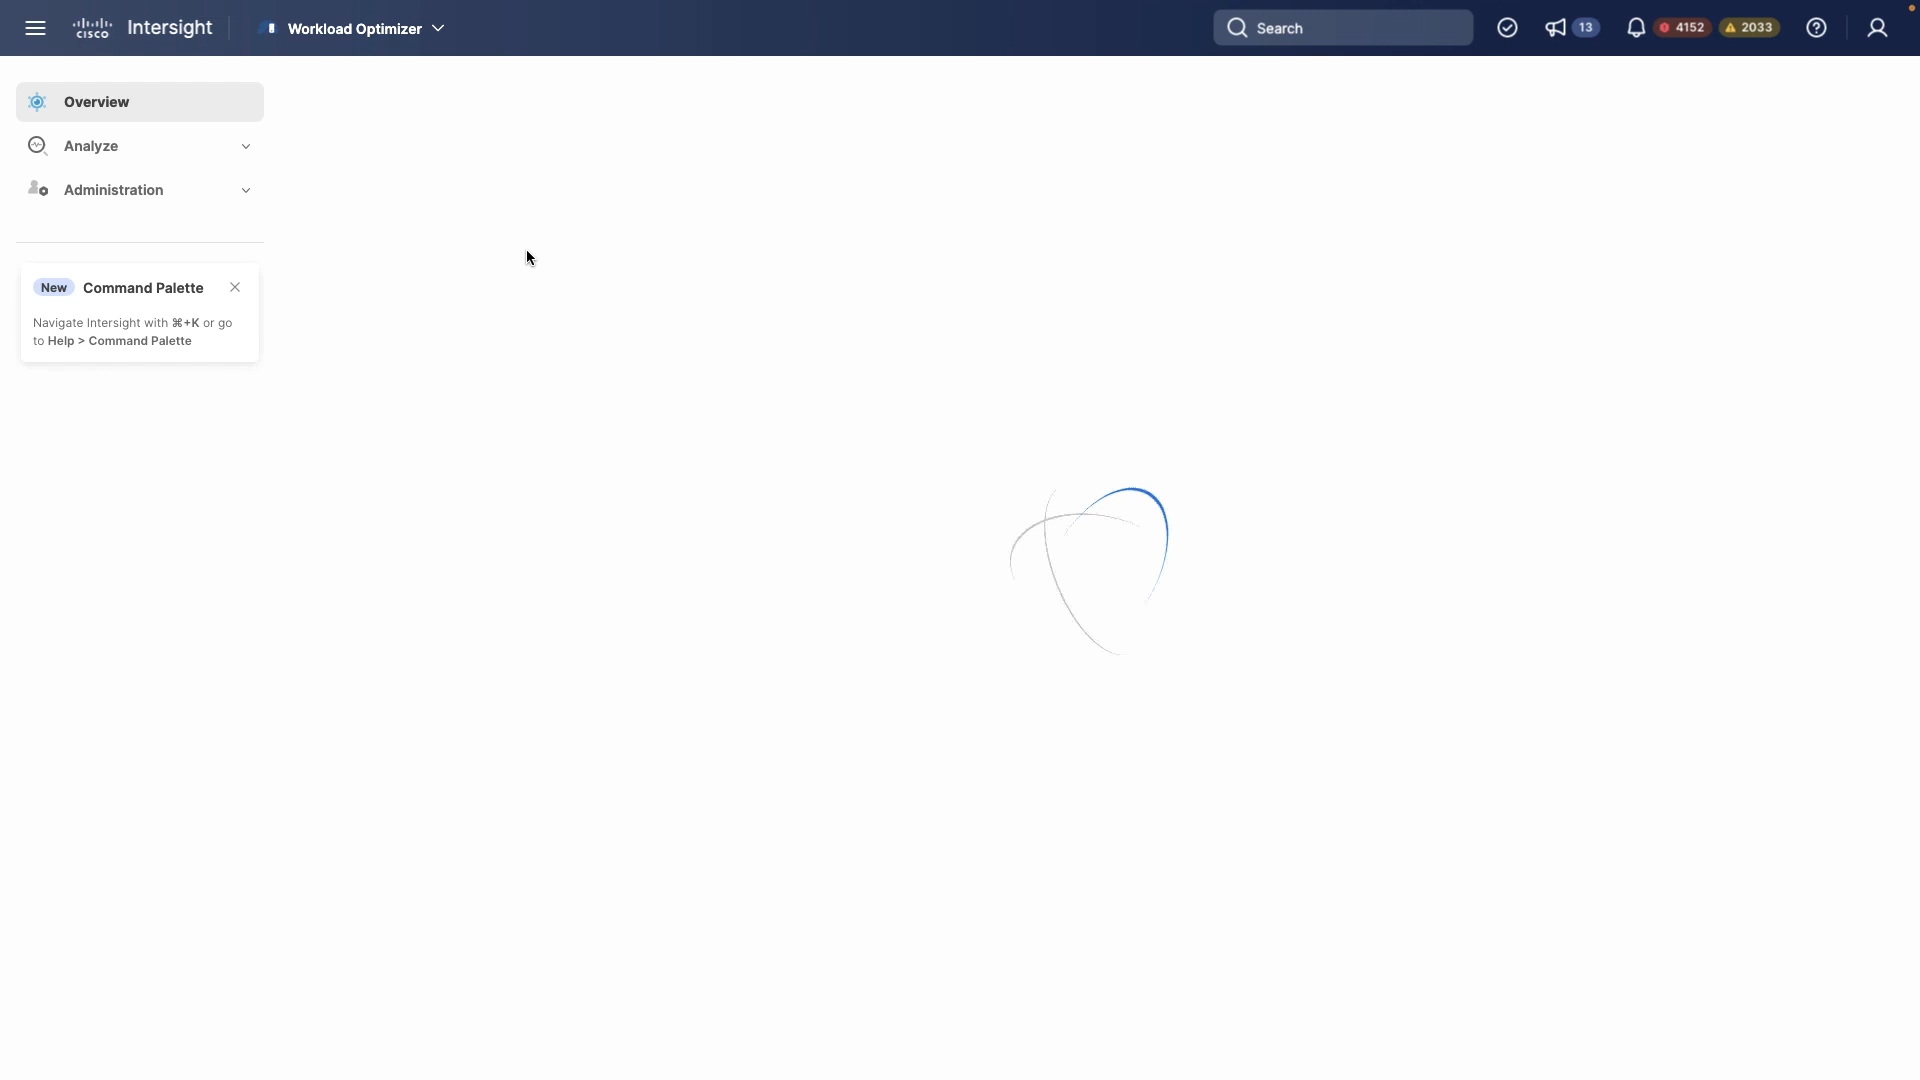 cisco Intersight
Workload Optimizer
Search
13
4152
2033
Overview
Analyze
Administration
New Command Palette
Navigate Intersight with ⌘+K or go
to Help > Command Palette